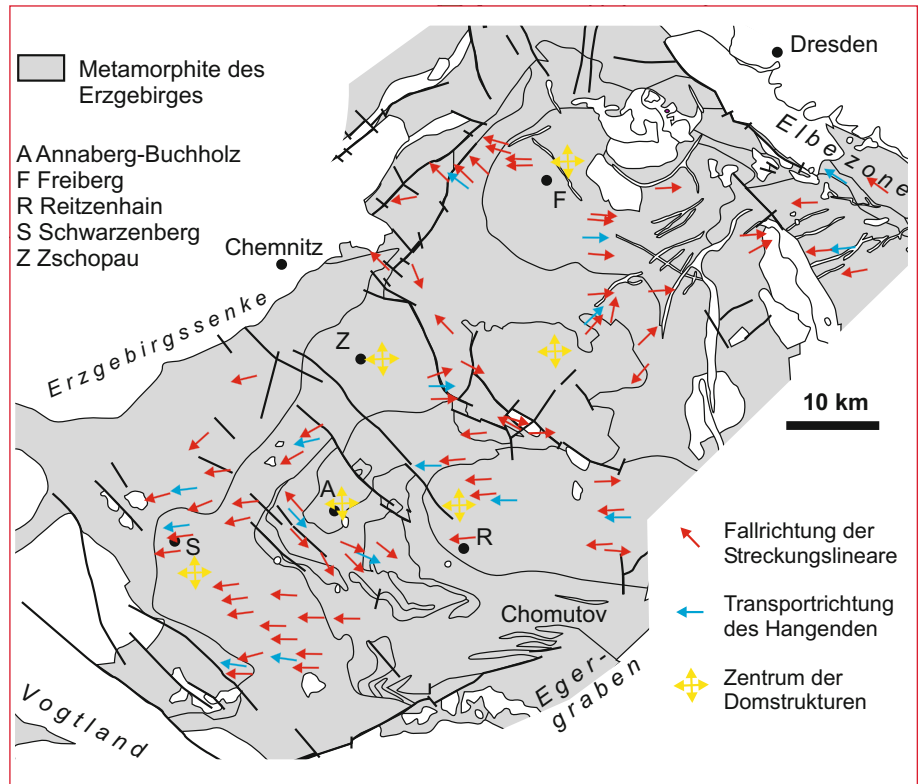 Dresden
Metamorphite des
Erzgebirges
Elbezone
A Annaberg-Buchholz
F Freiberg
R Reitzenhain
S Schwarzenberg
Z Zschopau
F
Chemnitz
Erzgebirgssenke
Z
10 km
A
R
S
Fallrichtung der
Streckungslineare
Chomutov
Transportrichtung
des Hangenden
Eger-
graben
Zentrum der
Domstrukturen
Vogtland